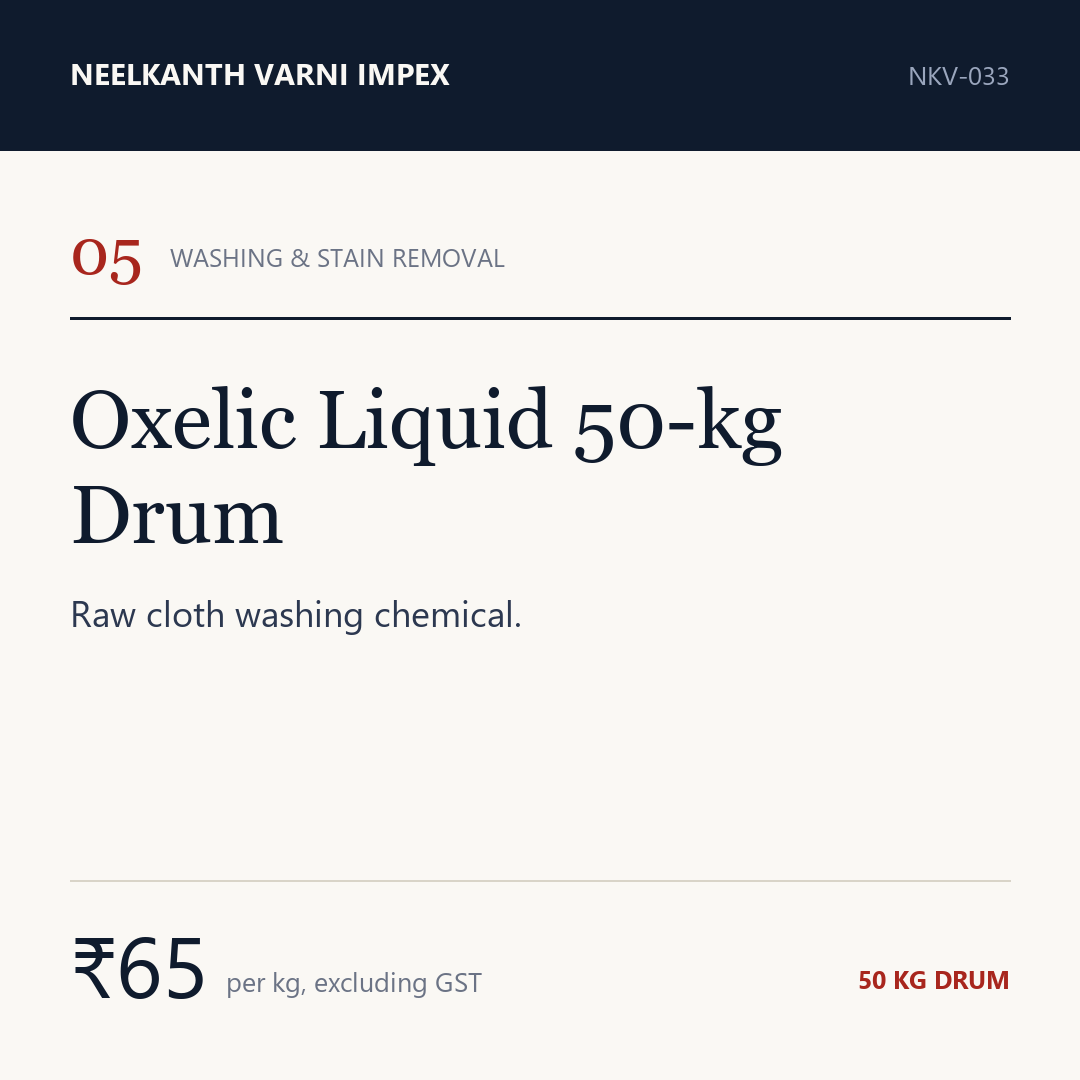 NEELKANTH VARNI IMPEX
NKV-033
05 WASHING & STAIN REMOVAL
Oxelic Liquid 50-kg
Drum
Raw cloth washing chemical.
₹65 per kg, excluding GST
50 KG DRUM